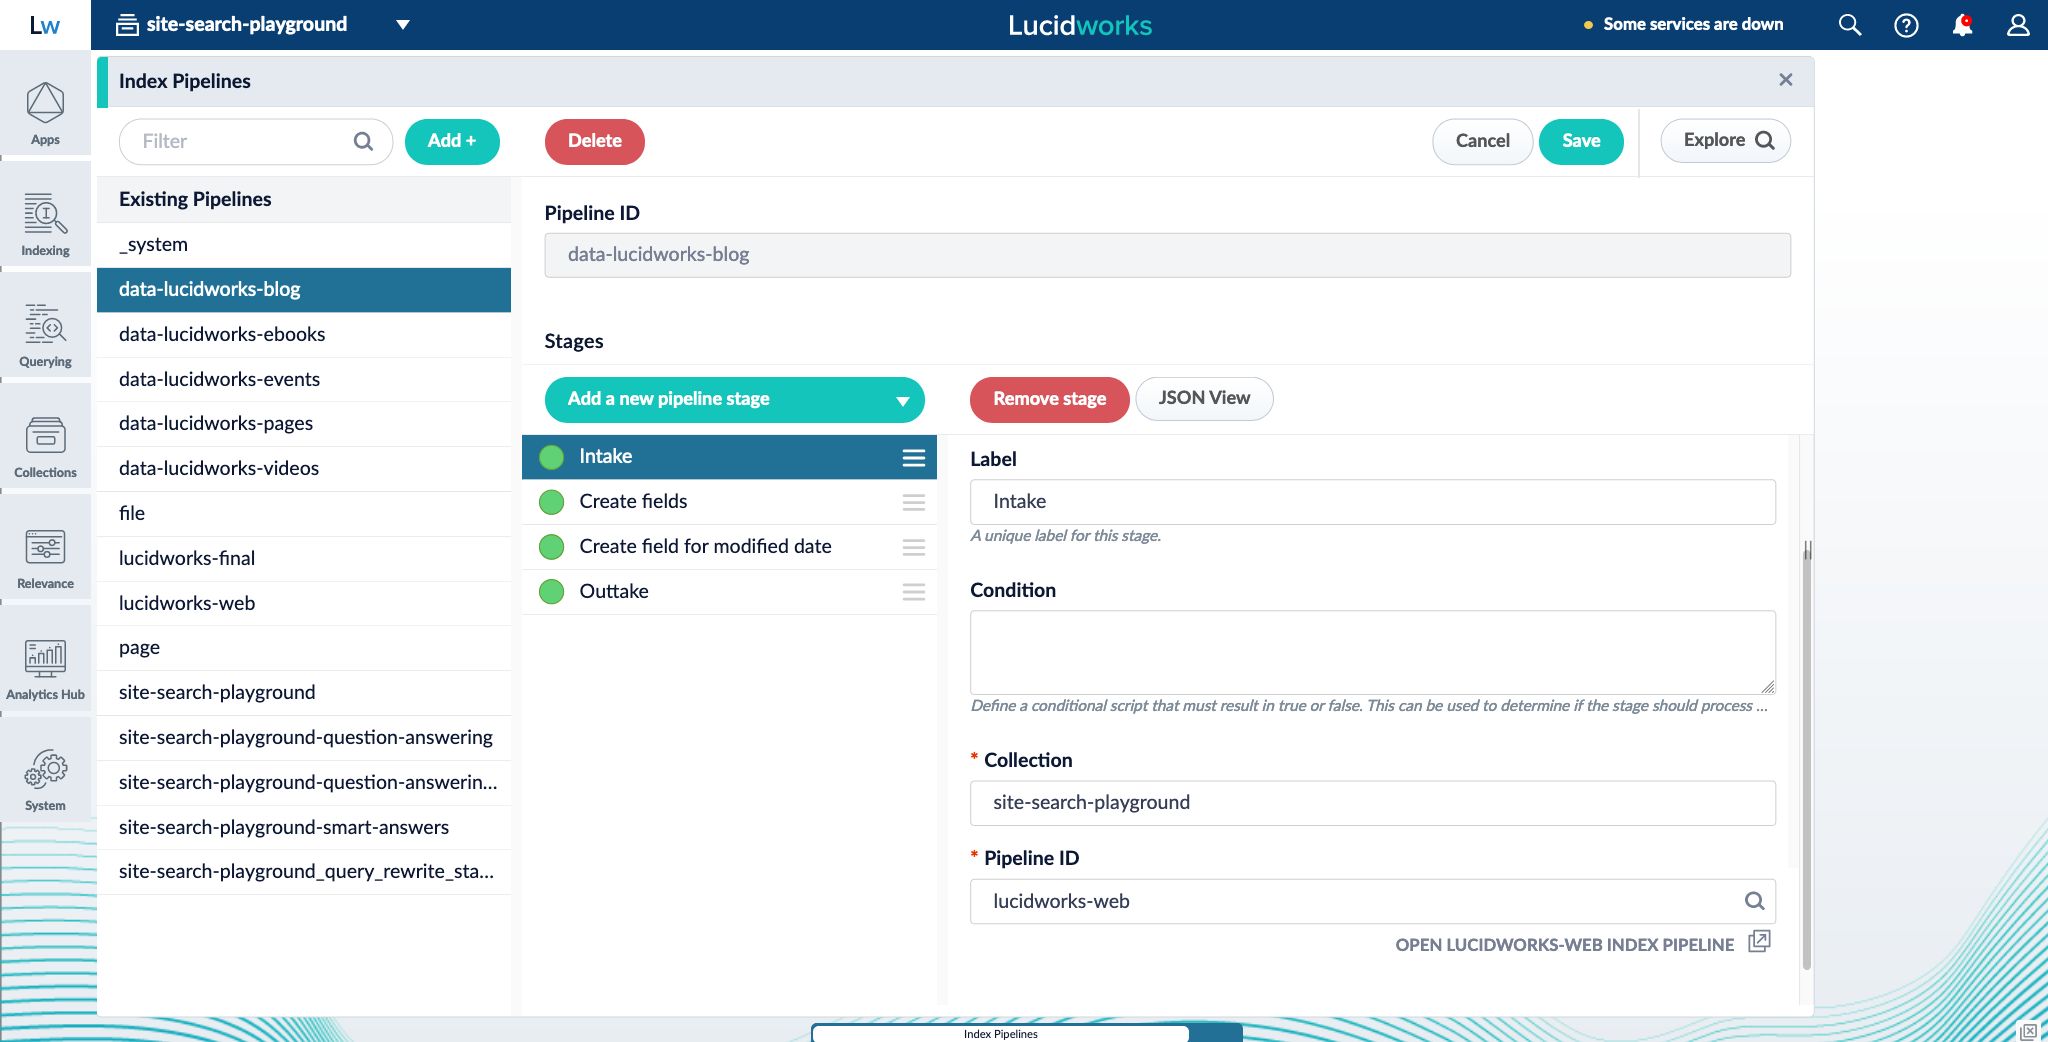 Lw
site-search-playground
Lucidworks
Some services are down
Apps
Indexing
Querying
Collections
Relevance
Analytics Hub
System
Index Pipelines
Filter
Add +
Delete
Cancel
Save
Explore
Existing Pipelines
_system
data-lucidworks-blog
data-lucidworks-ebooks
data-lucidworks-events
data-lucidworks-pages
data-lucidworks-videos
file
lucidworks-final
lucidworks-web
page
site-search-playground
site-search-playground-question-answering
site-search-playground-question-answerin...
site-search-playground-smart-answers
site-search-playground_query_rewrite_sta...
Pipeline ID
data-lucidworks-blog
Stages
Add a new pipeline stage
Remove stage
JSON View
Intake
Create fields
Create field for modified date
Outtake
Label
Intake
A unique label for this stage.
Condition
Define a conditional script that must result in true or false. This can be used to determine if the stage should process ...
* Collection
site-search-playground
* Pipeline ID
lucidworks-web
OPEN LUCIDWORKS-WEB INDEX PIPELINE
Index Pipelines